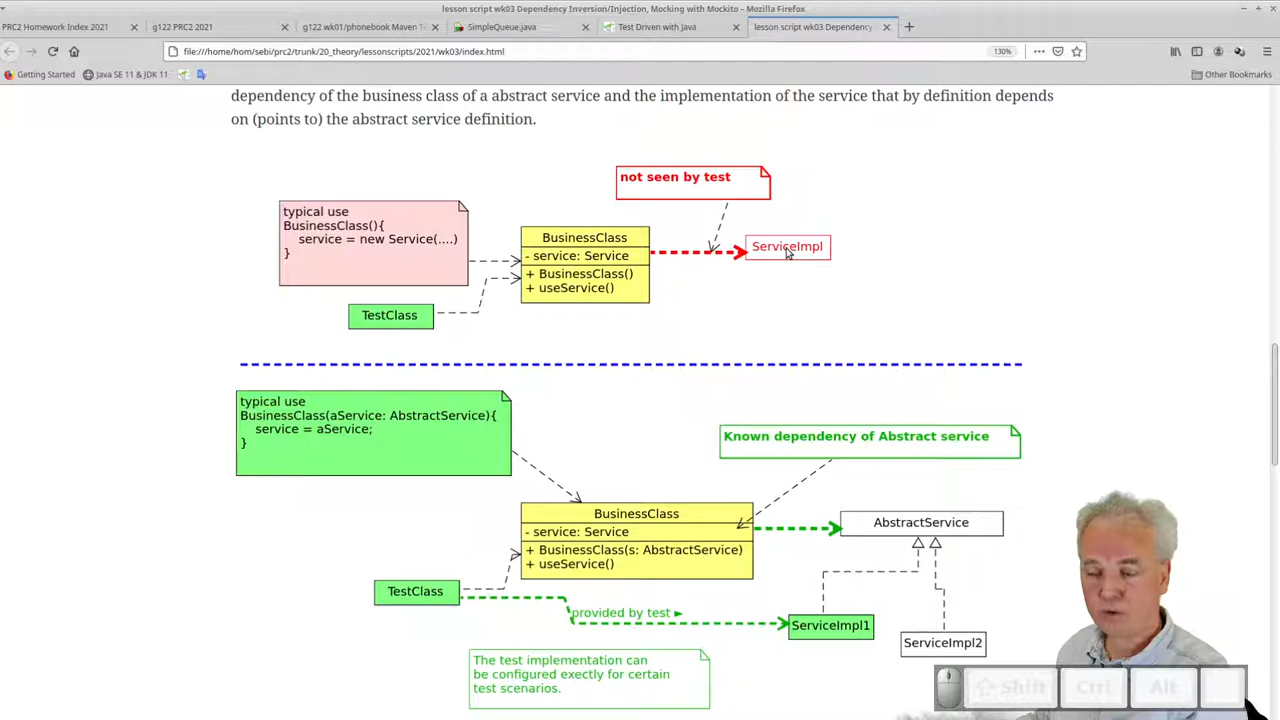 lesson script wk03 Dependency Inversion/Injection, Mocking with Mockito - Mozilla Firefox
PRC2 Homework Index 2021
g122 PRC2 2021
g122 wk01/phonebook Maven T
SimpleQueue.java
Test Driven with Java
lesson script wk03 Dependency
file:///home/hom/sebi/prc2/trunk/20_theory/lessonscripts/2021/wk03/index.html
130%
Getting Started
Java SE 11 & JDK 11
Other Bookmarks
dependency of the business class of a abstract service and the implementation of the service that by definition depends
on (points to) the abstract service definition.
not seen by test
typical use
BusinessClass(){
service = new Service(....)
}
BusinessClass
- service: Service
+ BusinessClass()
+ useService()
ServiceImpl
TestClass
typical use
BusinessClass(aService: AbstractService){
service = aService;
}
Known dependency of Abstract service
BusinessClass
- service: Service
+ BusinessClass(s: AbstractService)
+ useService()
AbstractService
TestClass
provided by test ►
ServiceImpl1
ServiceImpl2
The test implementation can
be configured exectly for certain
test scenarios.
Shift
Ctrl
Alt